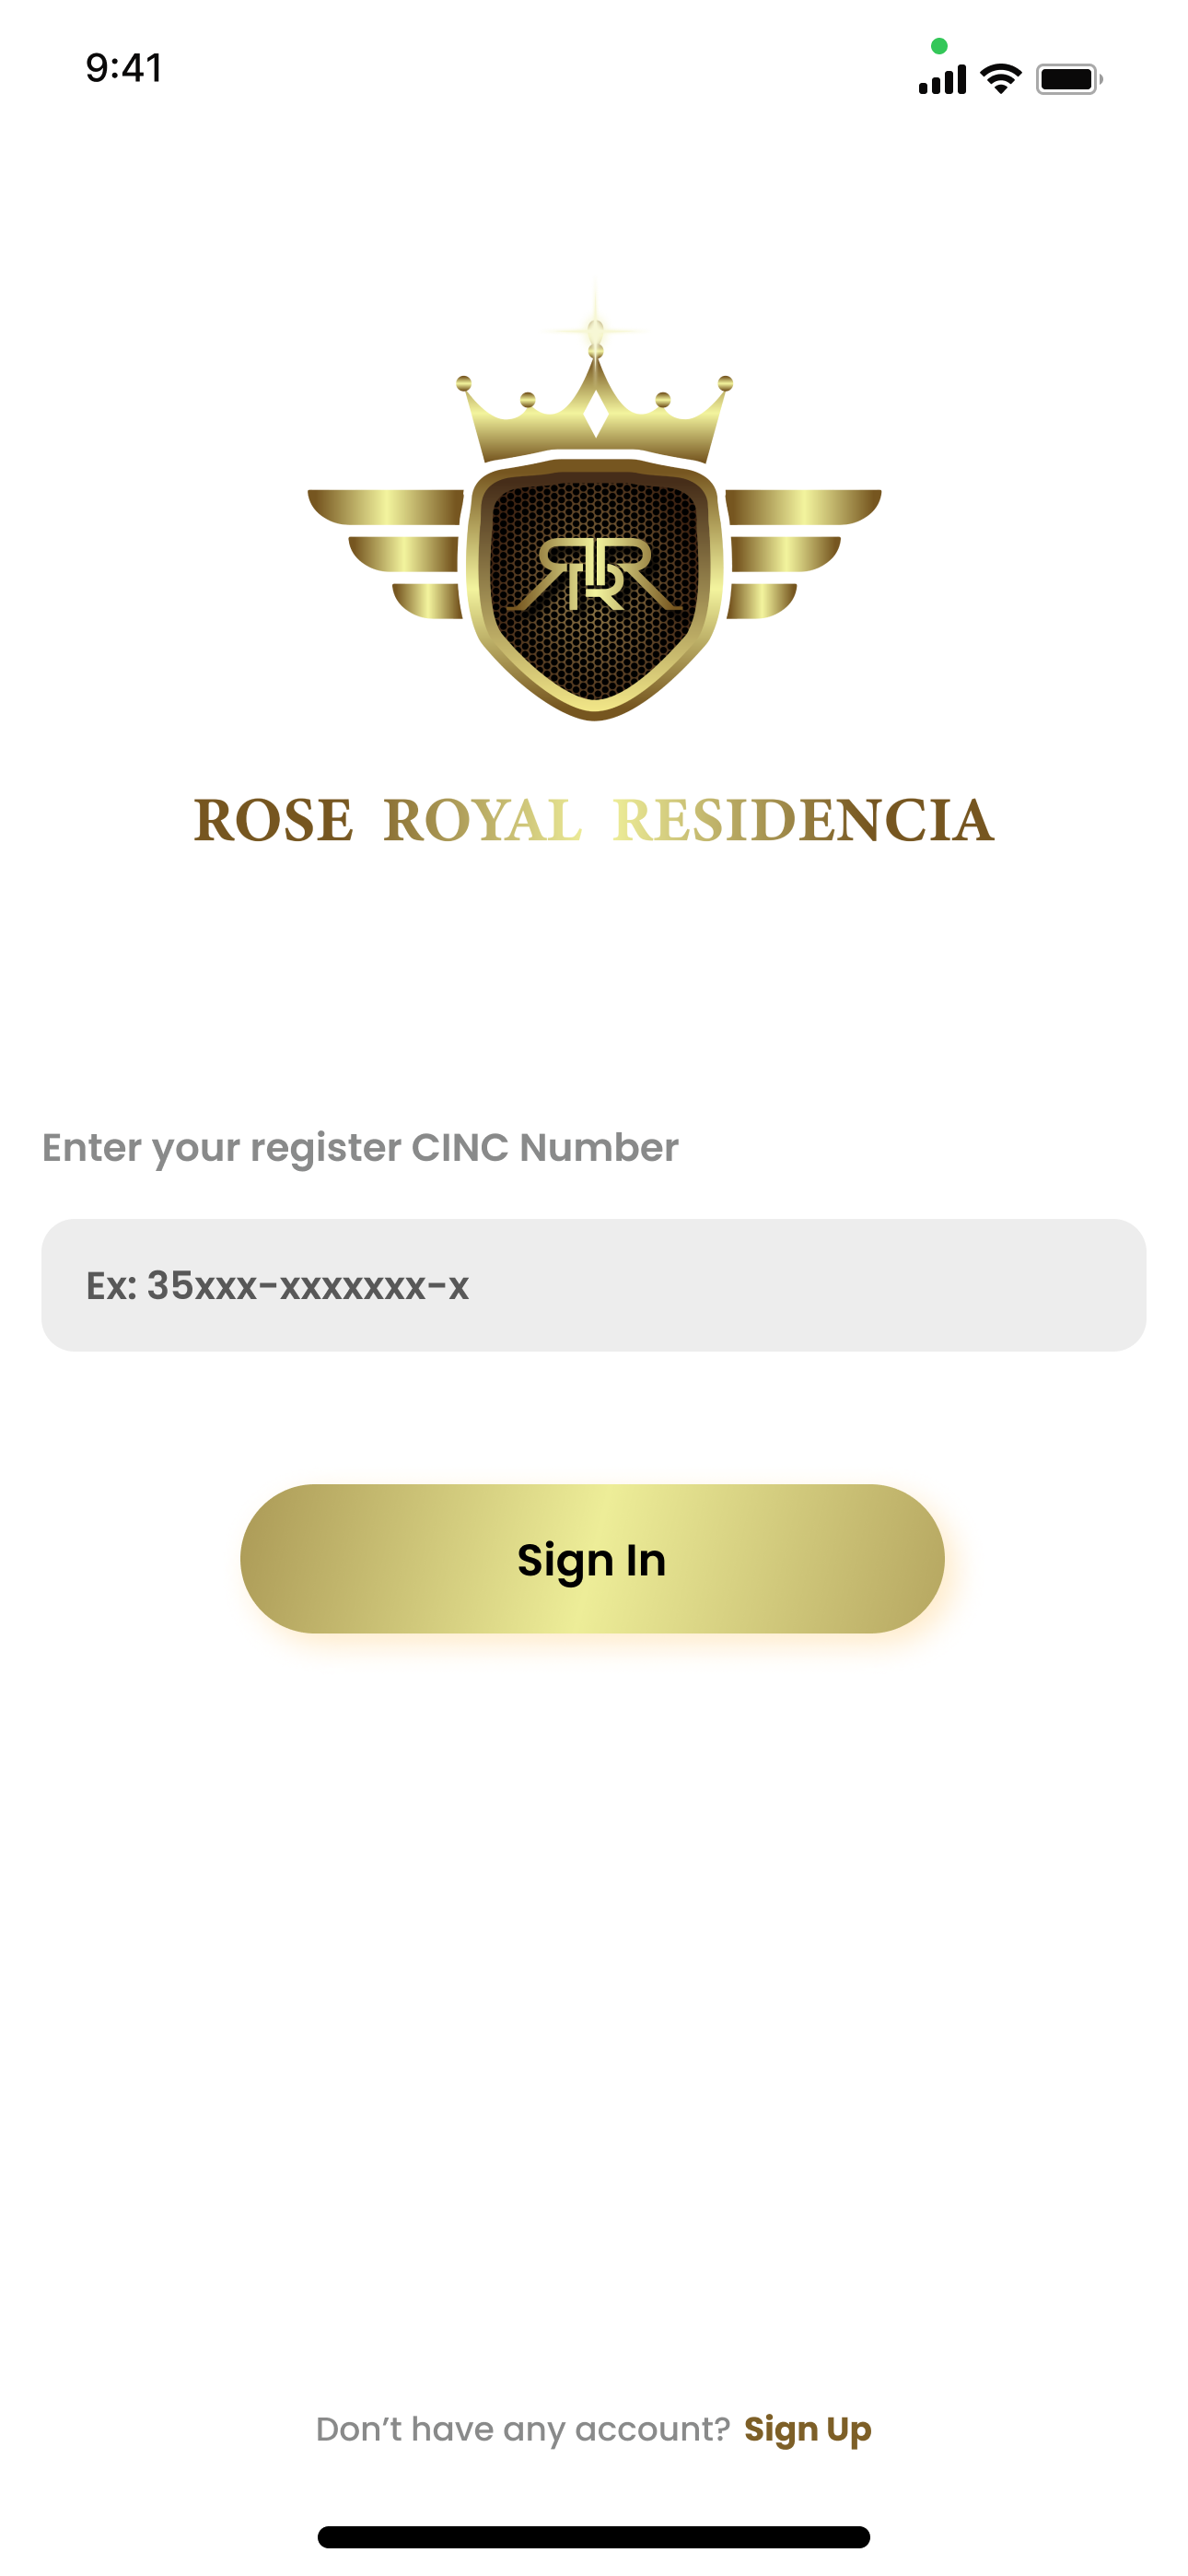 9:41
RRR
ROSE ROYAL RESIDENCIA
Enter your register CINC Number
Ex: 35xxx-xxxxxxx-x
Sign In
Don’t have any account? Sign Up